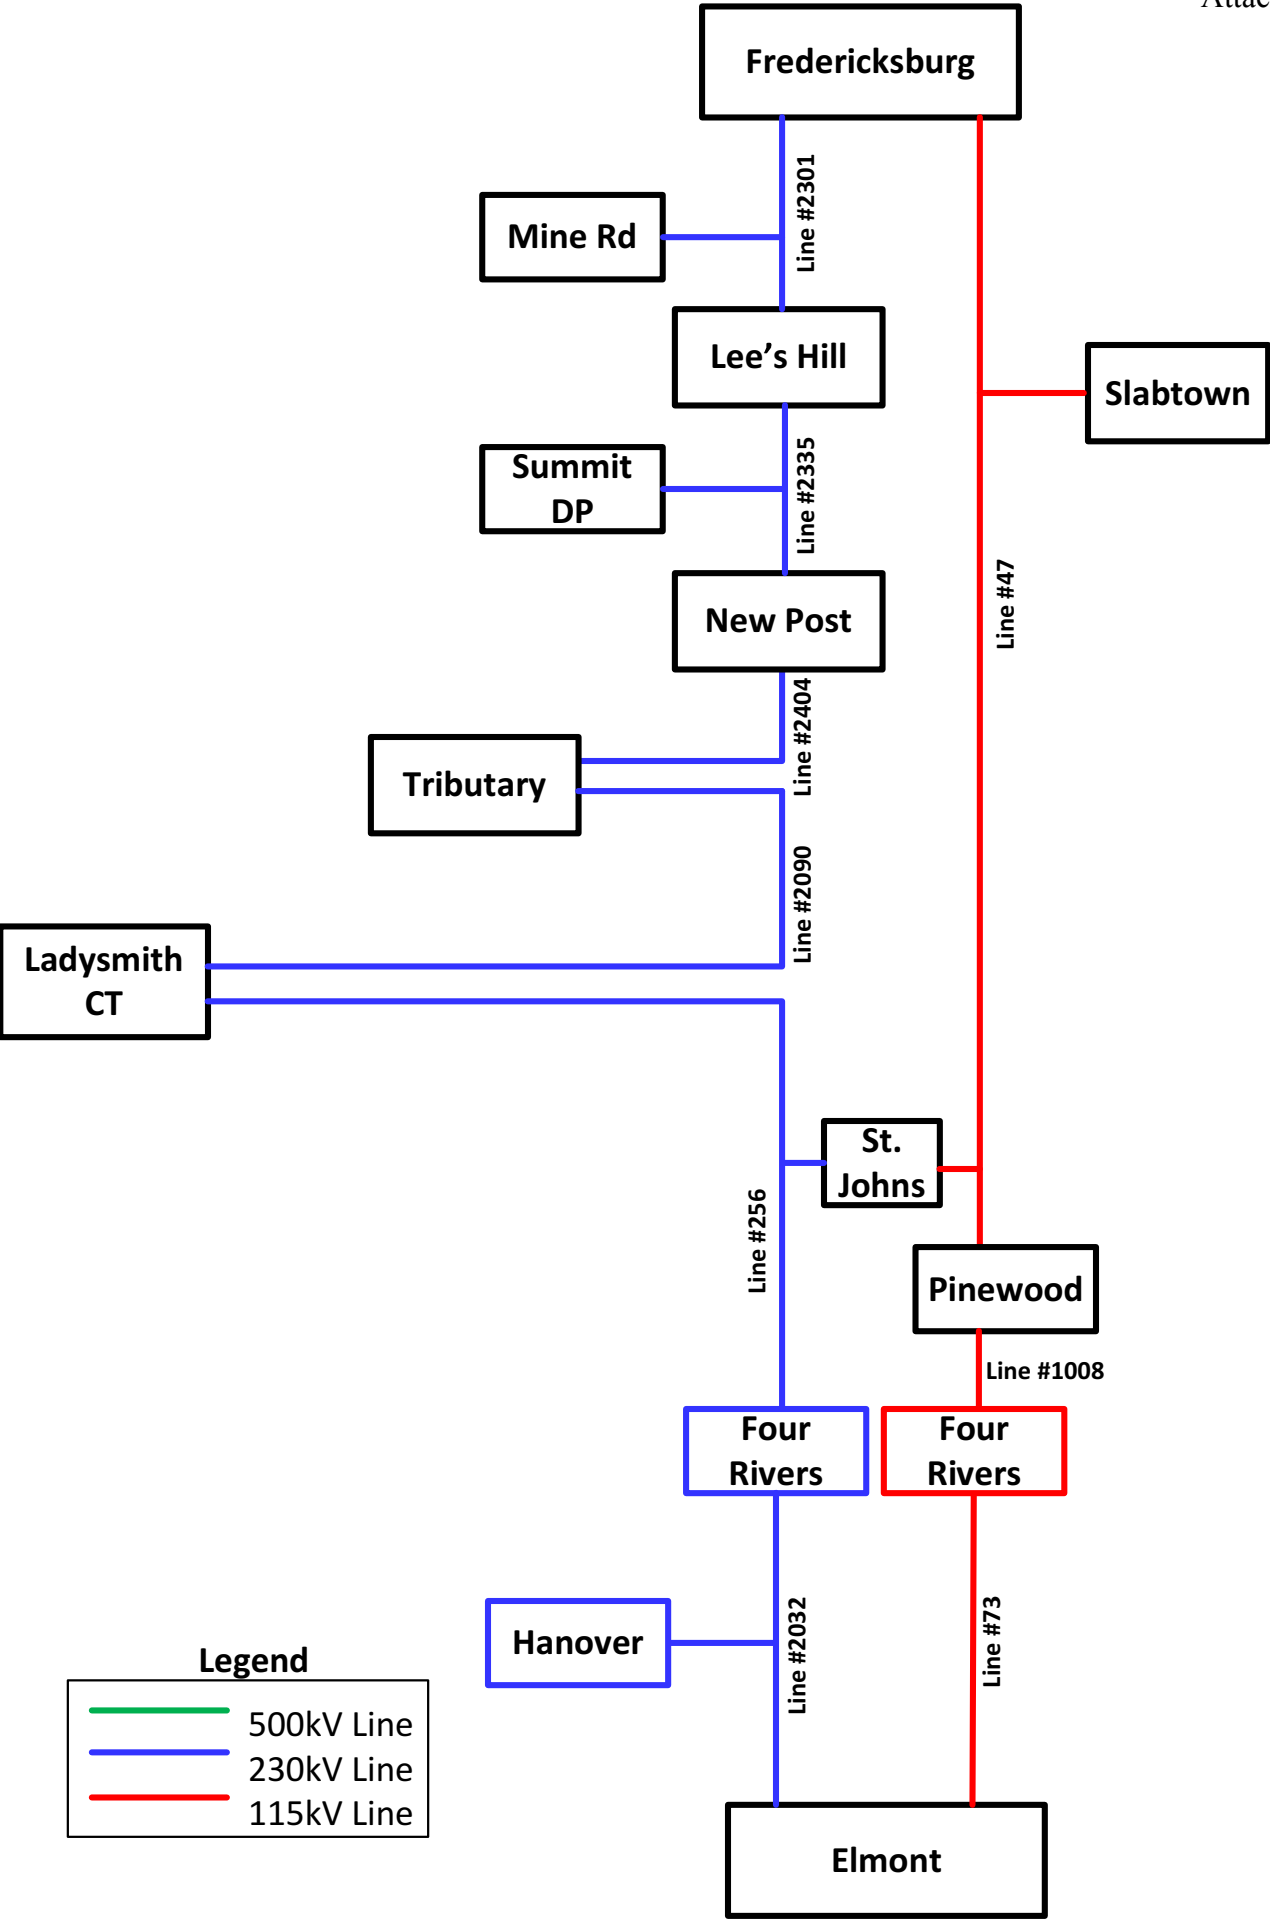 Fredericksburg
Line #2301
Mine Rd
Lee’s Hill
Slabtown
Line #2335
Summit
DP
Line #47
New Post
Line #2404
Tributary
Line #2090
Ladysmith
CT
St.
Johns
Line #256
Pinewood
Line #1008
Four
Rivers
Four
Rivers
Hanover
Line #2032
Line #73
Legend
500kV Line
230kV Line
115kV Line
Elmont